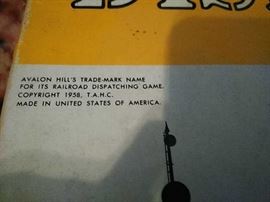 AVALON HILL'S TRADE-MARK NAME
FOR ITS RAILROAD DISPATCHING GAME.
COPYRIGHT 1958, T.A.H.C.
MADE IN UNITED STATES OF AMERICA.